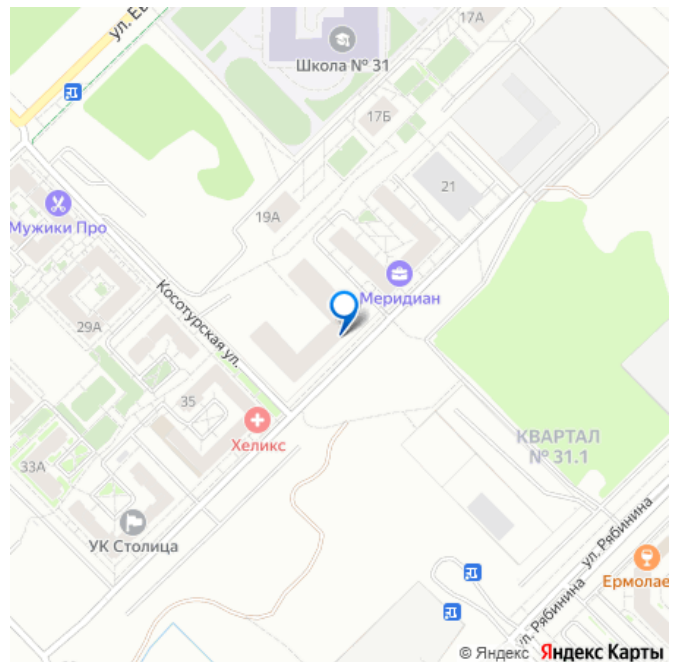 17А
ул. ЕВ
Школа № 31
17Б
21
Мужики Про
19А
Меридиан
Косотурская ул.
29А
35
Хеликс
КВАРТАЛ
№ 31.1
33А
УК Столица
ул. Рябинина
Ермолае
ул. Рябинина
© Яндекс Яндекс Карты